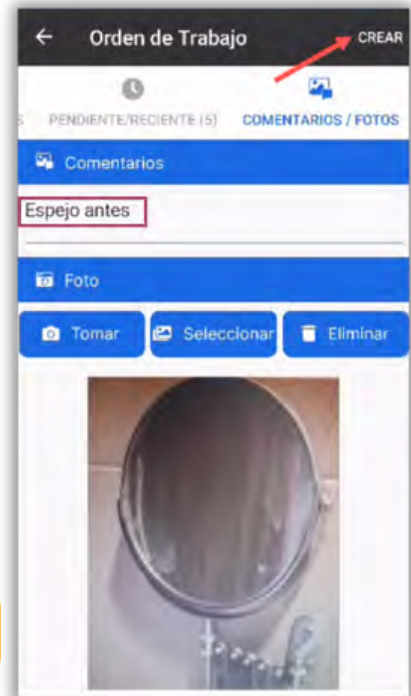 Orden de Trabajo CREAR
S PENDIENTE/RECIENTE (5) COMENTARIOS / FOTOS
Comentarios
Espejo antes
Foto
Tomar Seleccionar Eliminar